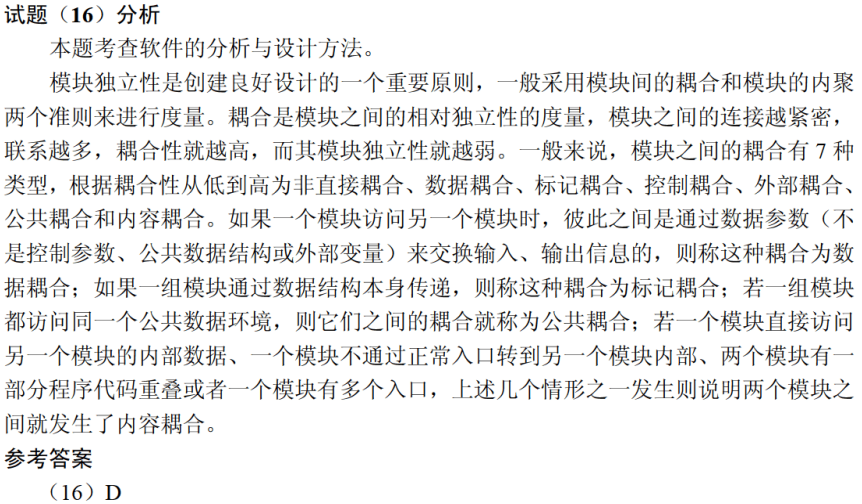 试题（16）分析
本题考查软件的分析与设计方法。
模块独立性是创建良好设计的一个重要原则，一般采用模块间的耦合和模块的内聚
两个准则来进行度量。耦合是模块之间的相对独立性的度量，模块之间的连接越紧密，
联系越多，耦合性就越高，而其模块独立性就越弱。一般来说，模块之间的耦合有 7 种
类型，根据耦合性从低到高为非直接耦合、数据耦合、标记耦合、控制耦合、外部耦合、
公共耦合和内容耦合。如果一个模块访问另一个模块时，彼此之间是通过数据参数（不
是控制参数、公共数据结构或外部变量）来交换输入、输出信息的，则称这种耦合为数
据耦合；如果一组模块通过数据结构本身传递，则称这种耦合为标记耦合；若一组模块
都访问同一个公共数据环境，则它们之间的耦合就称为公共耦合；若一个模块直接访问
另一个模块的内部数据、一个模块不通过正常入口转到另一个模块内部、两个模块有一
部分程序代码重叠或者一个模块有多个入口，上述几个情形之一发生则说明两个模块之
间就发生了内容耦合。
参考答案
（16）D